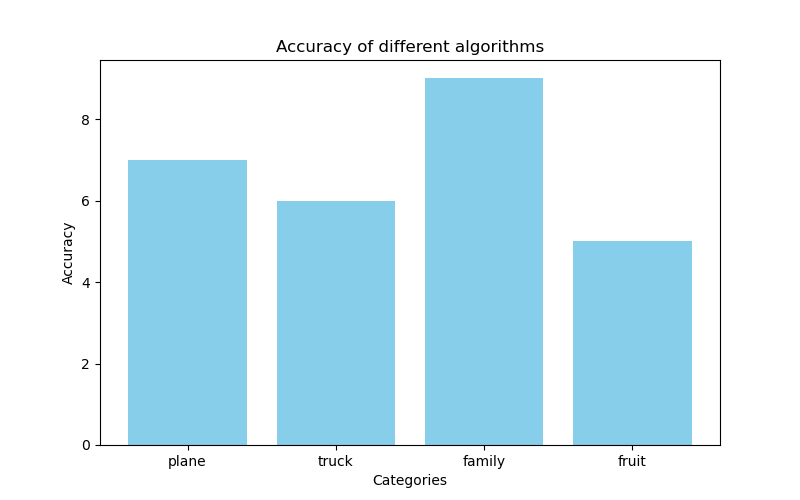 Accuracy of different algorithms
Accuracy
8
6
4
2
0
plane truck family fruit
Categories